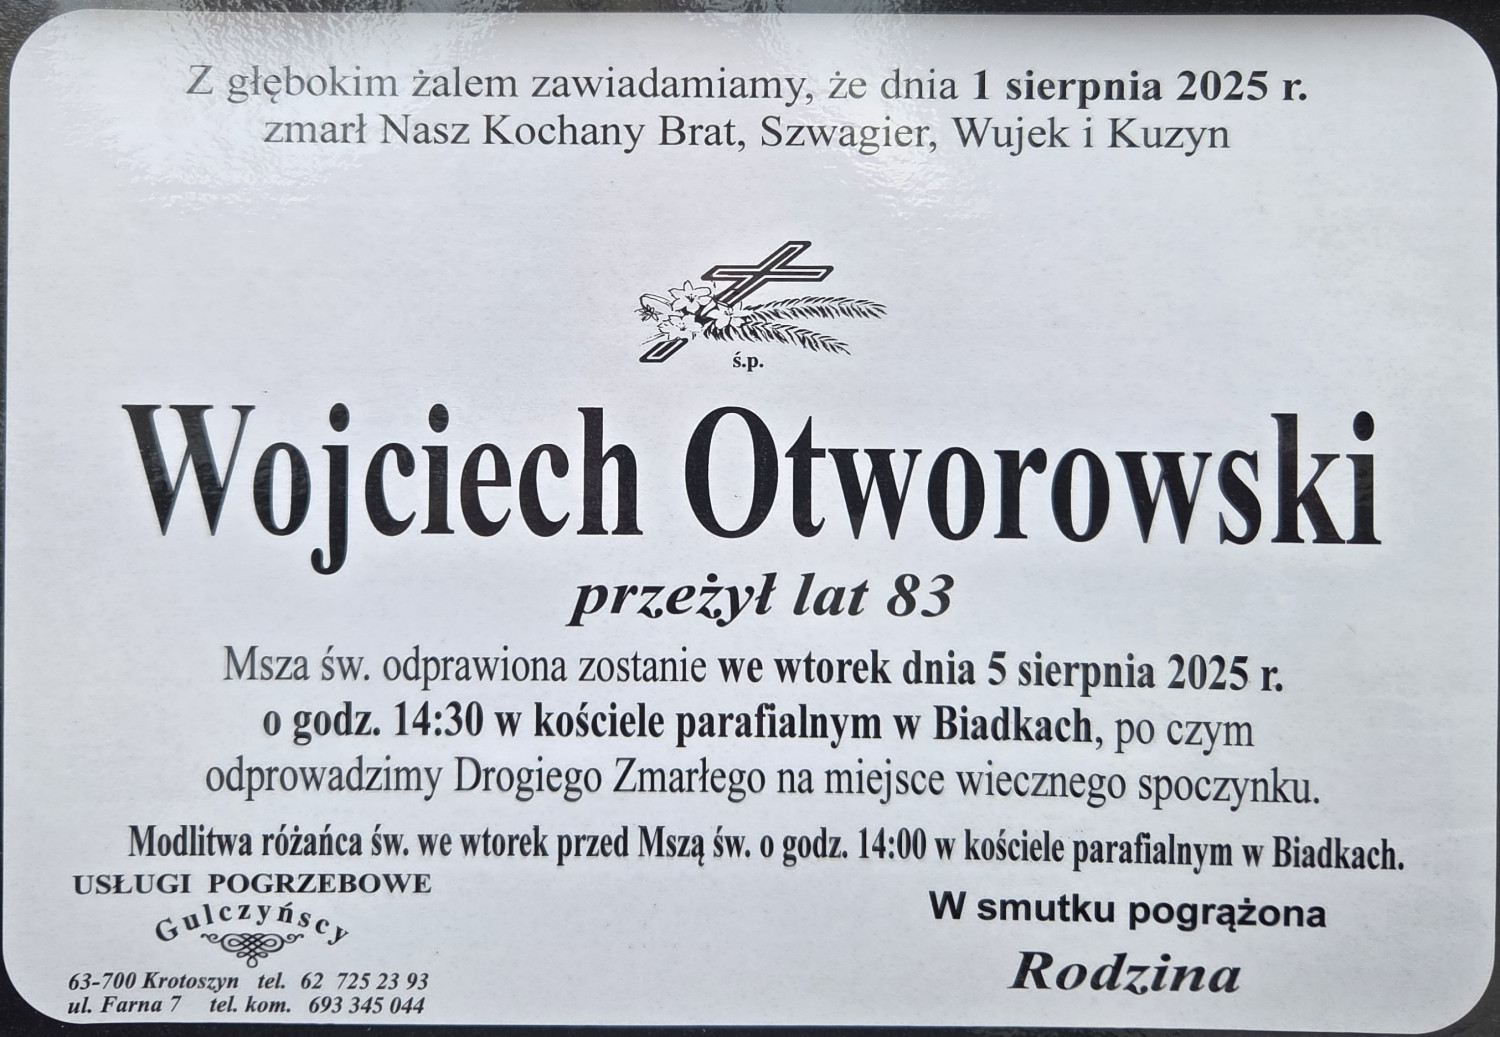 Z głębokim żalem zawiadamiamy, że dnia 1 sierpnia 2025 r.
zmarł Nasz Kochany Brat, Szwagier, Wujek i Kuzyn
ś.p.
Wojciech Otworowski
przeżył lat 83
Msza św. odprawiona zostanie we wtorek dnia 5 sierpnia 2025 r.
o godz. 14:30 w kościele parafialnym w Biadkach, po czym
odprowadzimy Drogiego Zmarłego na miejsce wiecznego spoczynku.
Modlitwa różańca św. we wtorek przed Mszą św. o godz. 14:00 w kościele parafialnym w Biadkach.
USŁUGI POGRZEBOWE
Gulczyńscy
63-700 Krotoszyn tel. 62 725 23 93
ul. Farna 7 tel. kom. 693 345 044
W smutku pogrążona
Rodzina